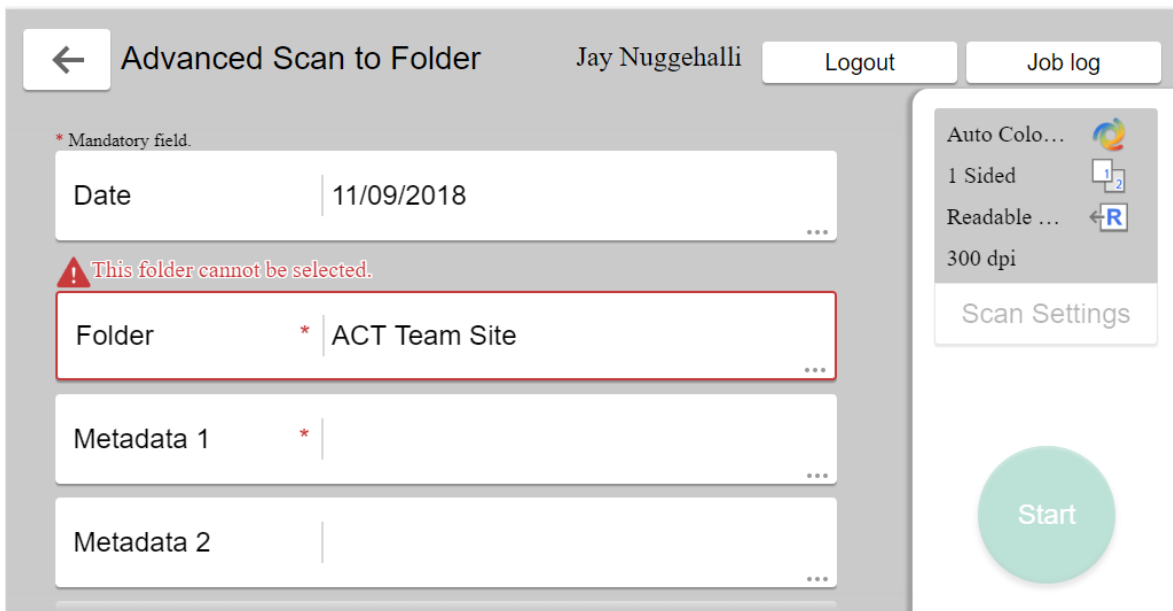 Advanced Scan to Folder
Jay Nuggehalli
Logout
Job log
* Mandatory field.
Date 11/09/2018
...
This folder cannot be selected.
Folder * ACT Team Site
...
Metadata 1 *
...
Metadata 2
...
Auto Colo...
1 Sided
1 2
Readable ...
R
300 dpi
Scan Settings
Start